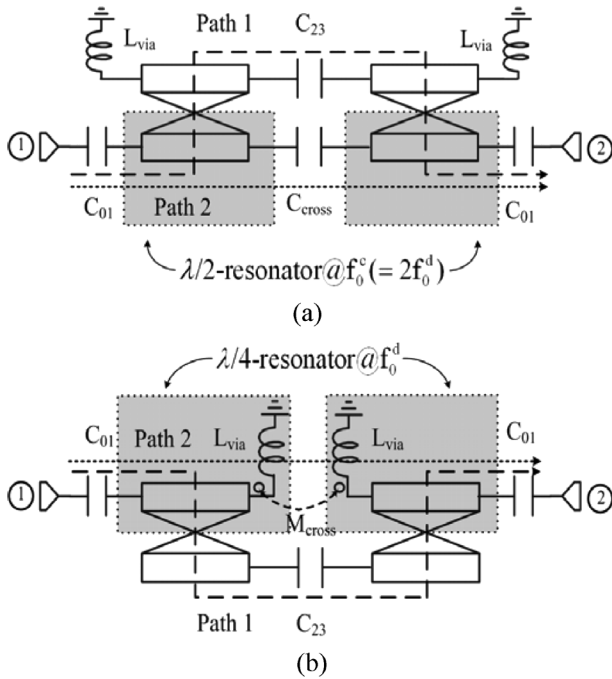 Path 1 C23
Lvia Lvia
1 2
C01 Path 2 Ccross C01
λ/2-resonator@f0c(= 2f0d)
(a)
λ/4-resonator@f0d
C01 Path 2 Lvia Lvia C01
1 2
Mcross
Path 1 C23
(b)